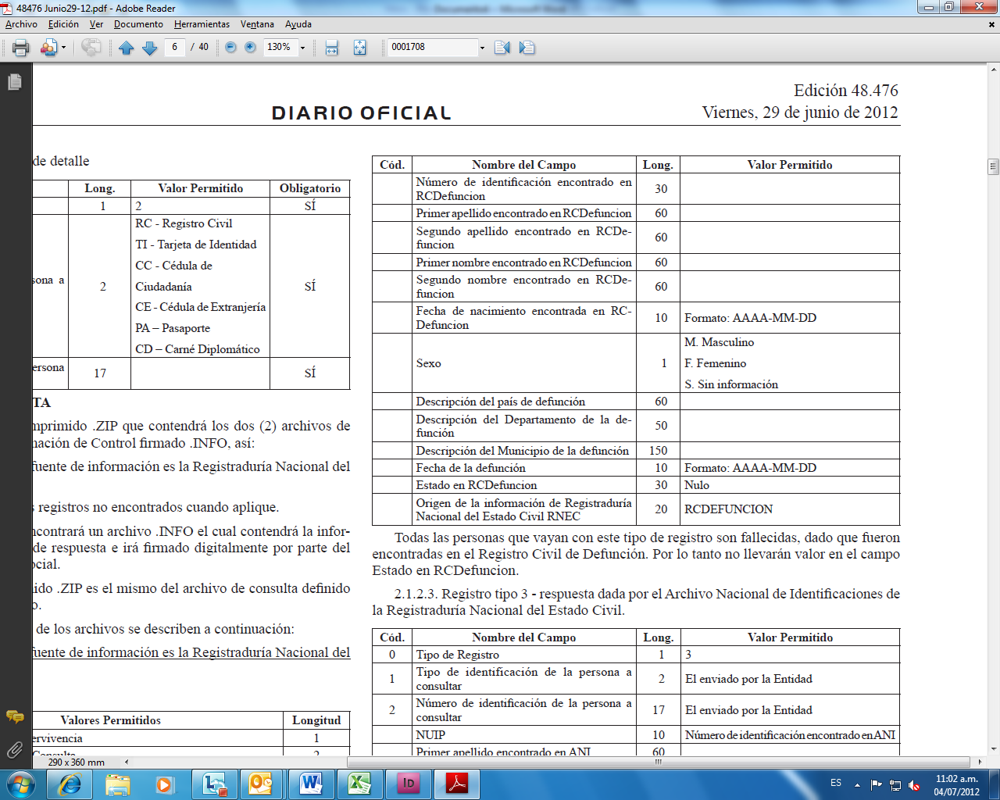 48476 Junio29-12.pdf - Adobe Reader
Archivo Edición Ver Documento Herramientas Ventana Ayuda
6 / 40 130% 0001708
Edición 48.476
DIARIO OFICIAL
Viernes, 29 de junio de 2012
de detalle
Long. Valor Permitido Obligatorio
1 2 SÍ
RC - Registro Civil
TI - Tarjeta de Identidad
CC - Cédula de
sona a 2 Ciudadanía SÍ
CE - Cédula de Extranjería
PA – Pasaporte
CD – Carné Diplomático
ersona 17 SÍ
TA
mprimido .ZIP que contendrá los dos (2) archivos de
nación de Control firmado .INFO, así:
fuente de información es la Registraduría Nacional del
s registros no encontrados cuando aplique.
ncontrará un archivo .INFO el cual contendrá la infor-
de respuesta e irá firmado digitalmente por parte del
ocial.
nido .ZIP es el mismo del archivo de consulta definido
o.
de los archivos se describen a continuación:
fuente de información es la Registraduría Nacional del
Valores Permitidos Longitud
ervivencia 1
Consulta 2
Cód. Nombre del Campo Long. Valor Permitido
Número de identificación encontrado en
RCDefuncion 30
Primer apellido encontrado en RCDefuncion 60
Segundo apellido encontrado en RCDe-
funcion 60
Primer nombre encontrado en RCDefuncion 60
Segundo nombre encontrado en RCDe-
funcion 60
Fecha de nacimiento encontrada en RC-
Defuncion 10 Formato: AAAA-MM-DD
M. Masculino
Sexo 1 F. Femenino
S. Sin información
Descripción del país de defunción 60
Descripción del Departamento de la de-
función 50
Descripción del Municipio de la defunción 150
Fecha de la defunción 10 Formato: AAAA-MM-DD
Estado en RCDefuncion 30 Nulo
Origen de la información de Registraduría
Nacional del Estado Civil RNEC 20 RCDEFUNCION
Todas las personas que vayan con este tipo de registro son fallecidas, dado que fueron
encontradas en el Registro Civil de Defunción. Por lo tanto no llevarán valor en el campo
Estado en RCDefuncion.
2.1.2.3. Registro tipo 3 - respuesta dada por el Archivo Nacional de Identificaciones de
la Registraduría Nacional del Estado Civil.
Cód. Nombre del Campo Long. Valor Permitido
0 Tipo de Registro 1 3
1 Tipo de identificación de la persona a
consultar 2 El enviado por la Entidad
2 Número de identificación de la persona a
consultar 17 El enviado por la Entidad
NUIP 10 Número de identificación encontrado en ANI
Primer apellido encontrado en ANI 60
290 x 360 mm
ES 11:02 a.m.
04/07/2012